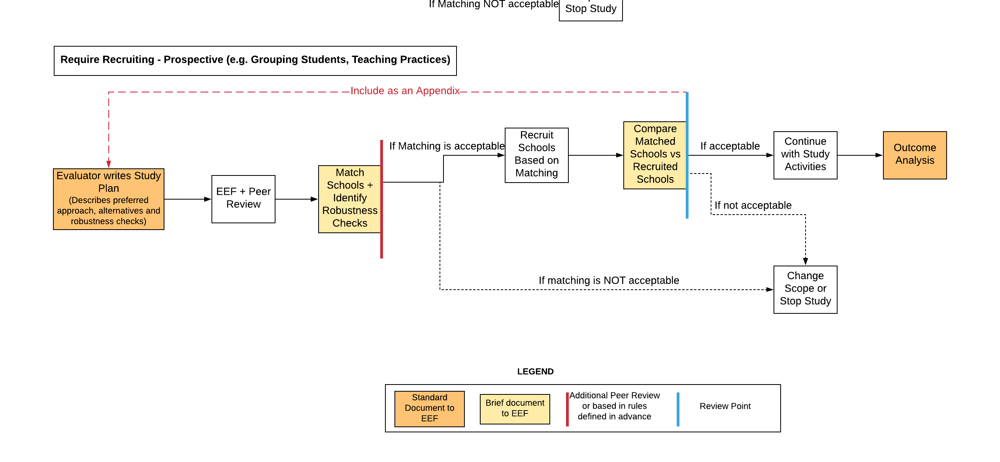 If Matching NOT acceptable
Stop Study
Require Recruiting - Prospective (e.g. Grouping Students, Teaching Practices)
Include as an Appendix
Evaluator writes Study
Plan
(Describes preferred
approach, alternatives and
robustness checks)
EEF + Peer
Review
Match
Schools +
Identify
Robustness
Checks
If Matching is acceptable
Recruit
Schools
Based on
Matching
Compare
Matched
Schools vs
Recruited
Schools
If acceptable
Continue
with Study
Activities
Outcome
Analysis
If not acceptable
If matching is NOT acceptable
Change
Scope or
Stop Study
LEGEND
Standard
Document to
EEF
Brief document
to EEF
Additional Peer Review
or based in rules
defined in advance
Review Point